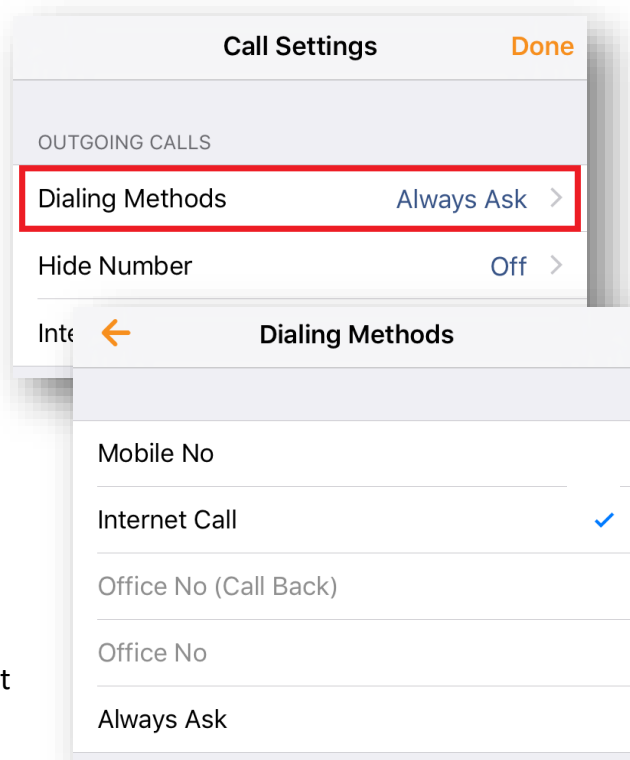 Call Settings Done
OUTGOING CALLS
Dialing Methods Always Ask
Hide Number Off
Inte
Dialing Methods
Mobile No
Internet Call
Office No (Call Back)
Office No
t
Always Ask